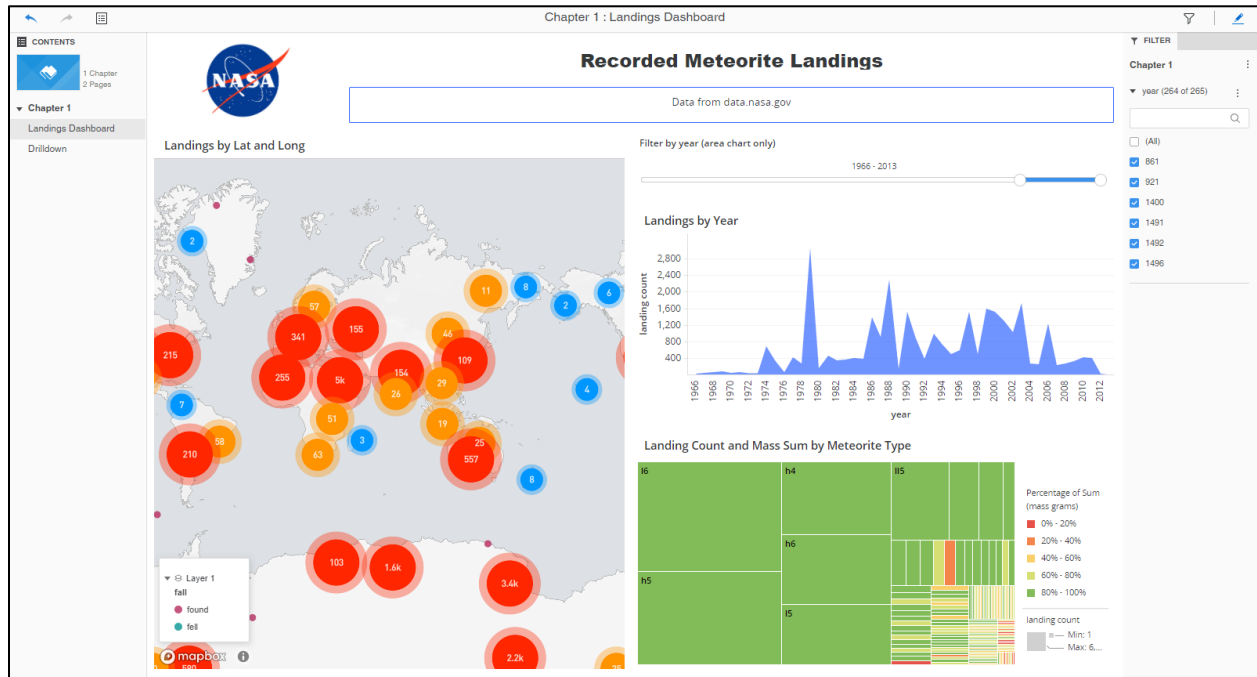 Chapter 1 : Landings Dashboard
CONTENTS
1 Chapter
2 Pages
Chapter 1
Landings Dashboard
Drilldown
NASA
Recorded Meteorite Landings
Data from data.nasa.gov
Landings by Lat and Long
2
57
11
8
2
6
341
155
46
215
109
255
5k
154
29
26
4
7
51
19
58
3
25
210
63
557
8
103
1.6k
3.4k
2.2k
Layer 1
fall
found
fell
mapbox
Filter by year (area chart only)
1966 - 2013
Landings by Year
landing count
2,800
2,400
2,000
1,600
1,200
800
400
1966
1968
1970
1972
1974
1976
1978
1980
1982
1984
1986
1988
1990
1992
1994
1996
1998
2000
2002
2004
2006
2008
2010
2012
year
Landing Count and Mass Sum by Meteorite Type
l6
h4
ll5
h6
h5
l5
Percentage of Sum
(mass grams)
0% - 20%
20% - 40%
40% - 60%
60% - 80%
80% - 100%
landing count
Min: 1
Max: 6,...
FILTER
Chapter 1
year (264 of 265)
(All)
861
921
1400
1491
1492
1496